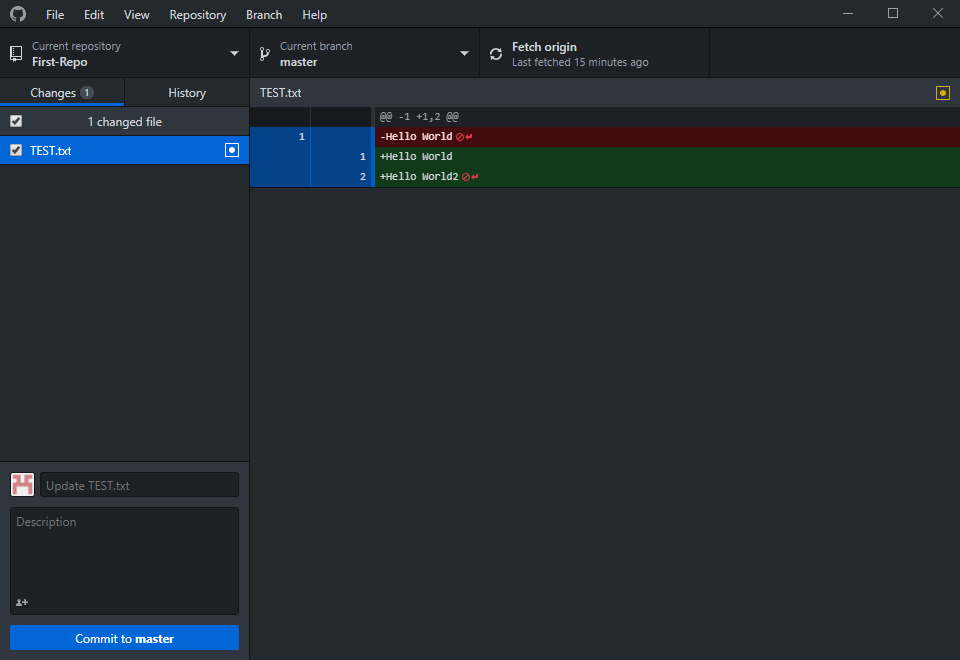 File Edit View Repository Branch Help
Current repository
First-Repo
Current branch
master
Fetch origin
Last fetched 15 minutes ago
Changes 1 History
TEST.txt
1 changed file
TEST.txt
@@ -1 +1,2 @@
1 -Hello World
1 +Hello World
2 +Hello World2
Update TEST.txt
Description
Commit to master